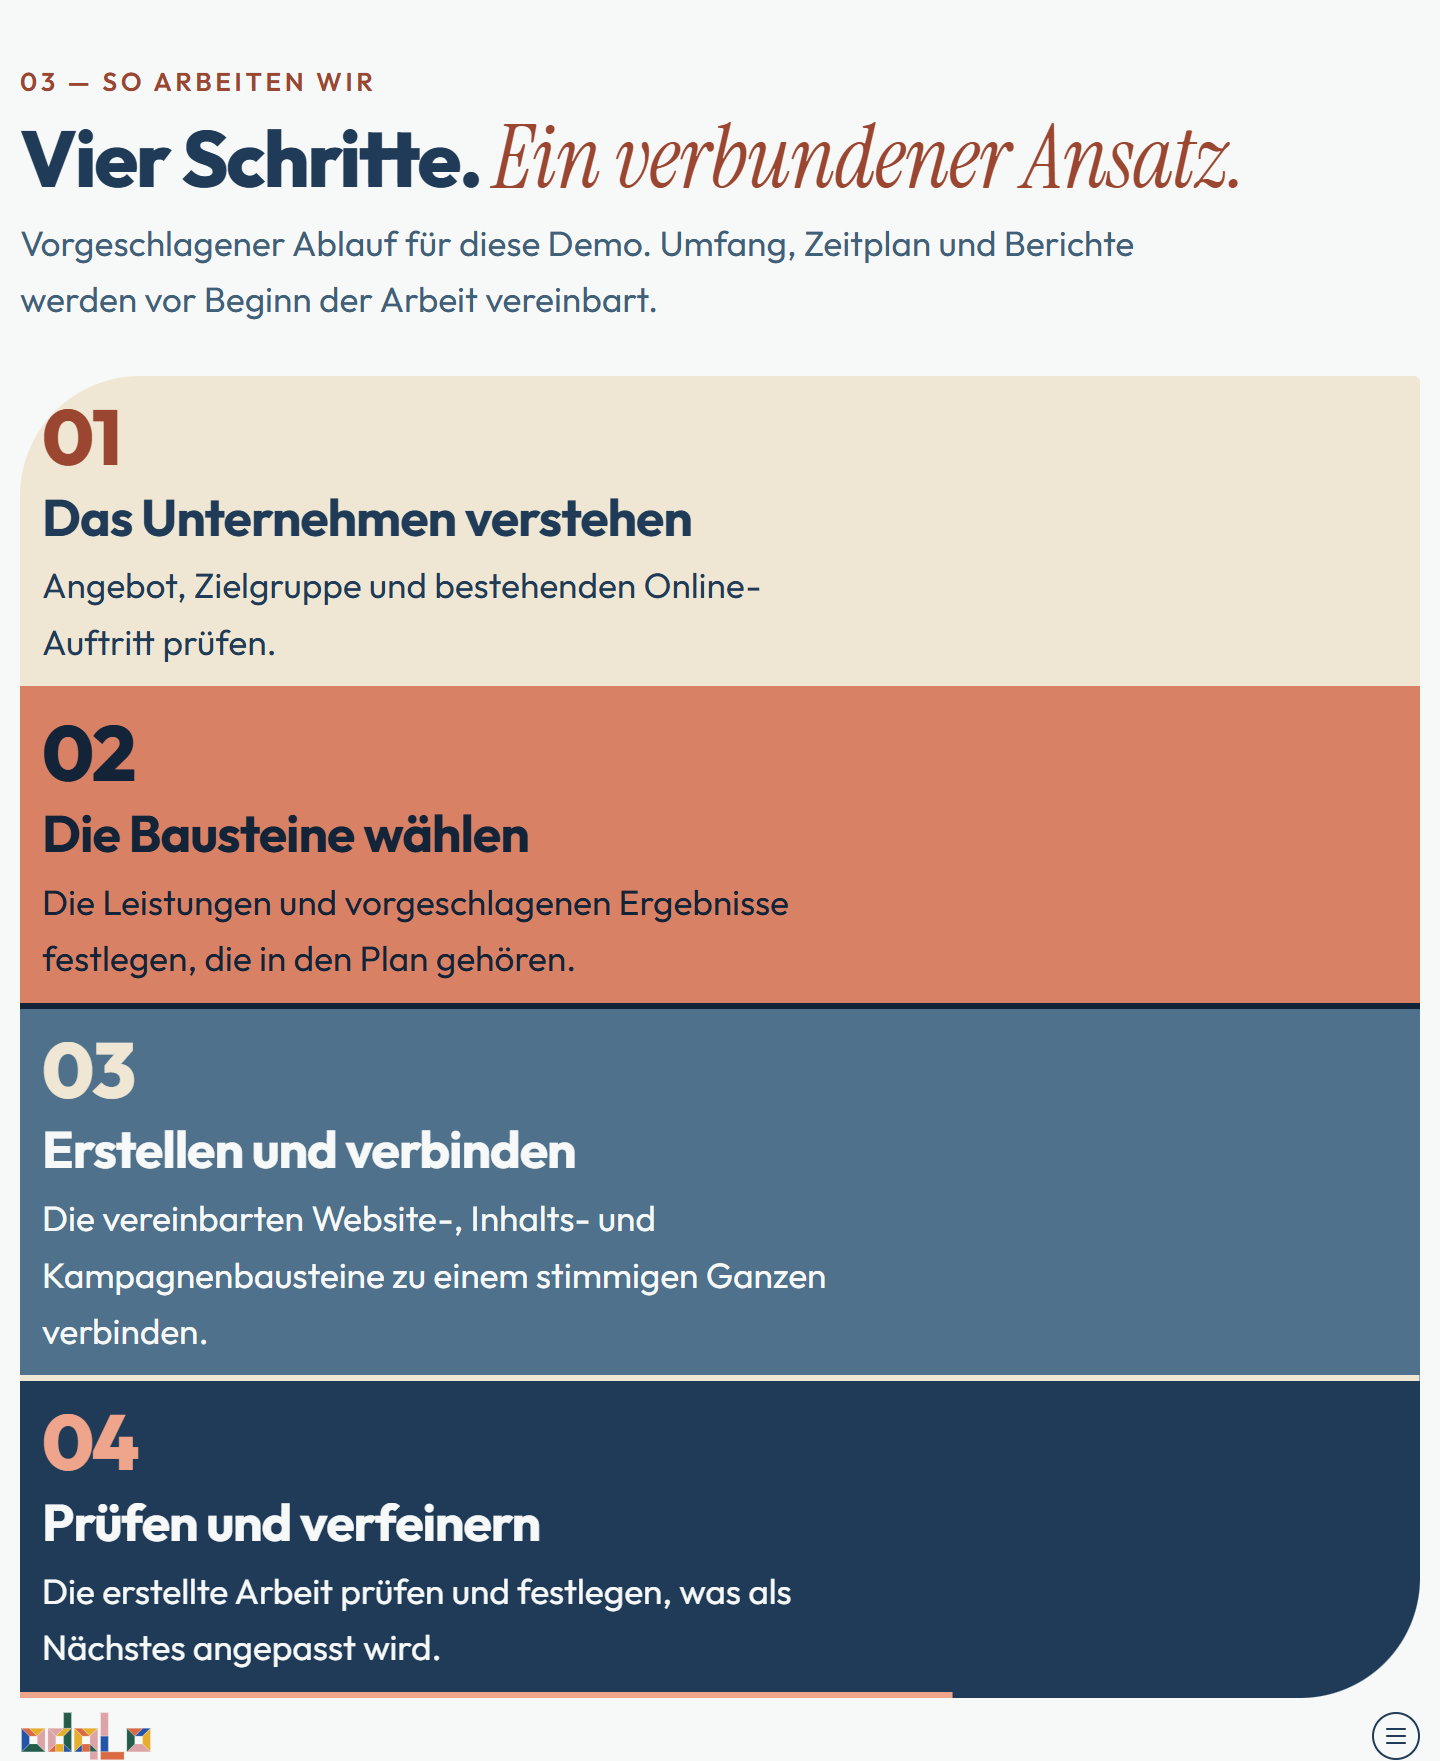 03 — SO ARBEITEN WIR
Vier Schritte. Ein verbundener Ansatz.
Vorgeschlagener Ablauf für diese Demo. Umfang, Zeitplan und Berichte
werden vor Beginn der Arbeit vereinbart.
01
Das Unternehmen verstehen
Angebot, Zielgruppe und bestehenden Online-
Auftritt prüfen.
02
Die Bausteine wählen
Die Leistungen und vorgeschlagenen Ergebnisse
festlegen, die in den Plan gehören.
03
Erstellen und verbinden
Die vereinbarten Website-, Inhalts- und
Kampagnenbausteine zu einem stimmigen Ganzen
verbinden.
04
Prüfen und verfeinern
Die erstellte Arbeit prüfen und festlegen, was als
Nächstes angepasst wird.